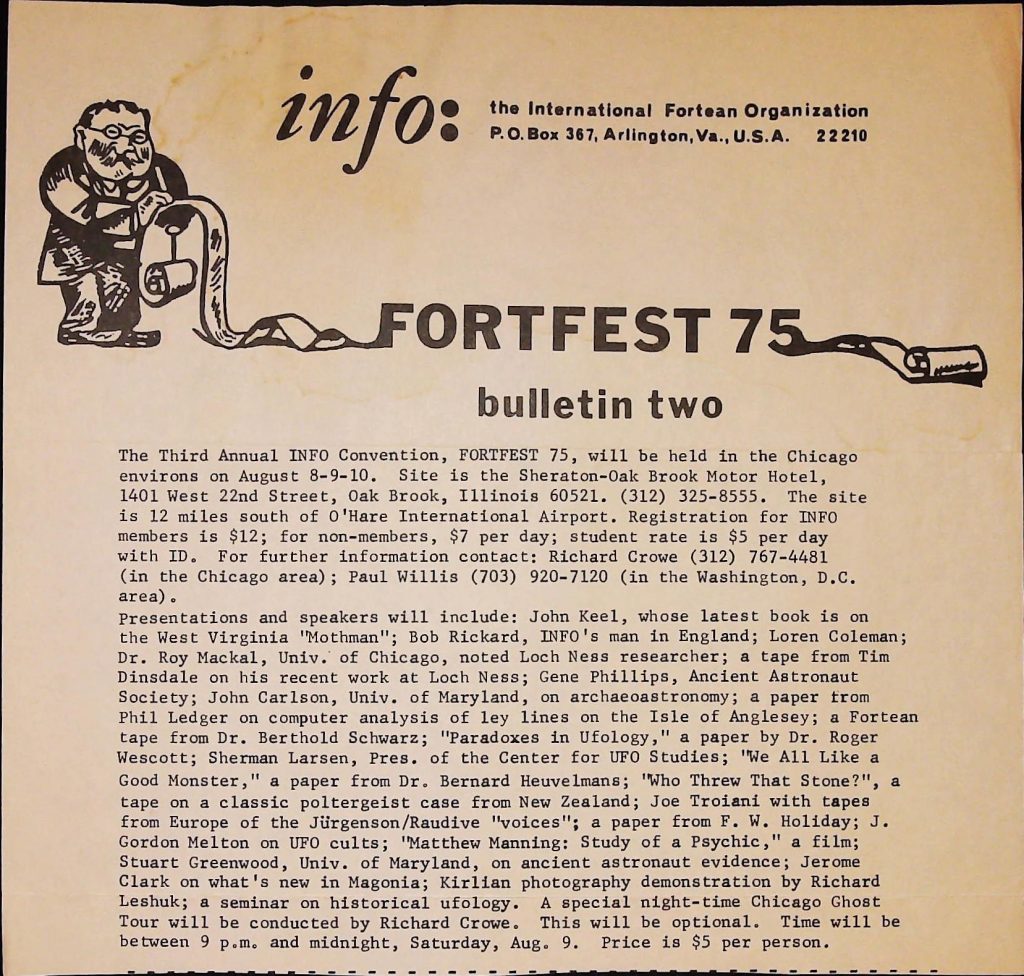 info:
the International Fortean Organization
P.O.Box 367, Arlington, Va., U.S.A. 22210
FORTFEST 75
bulletin two
The Third Annual INFO Convention, FORTFEST 75, will be held in the Chicago
environs on August 8-9-10. Site is the Sheraton-Oak Brook Motor Hotel,
1401 West 22nd Street, Oak Brook, Illinois 60521. (312) 325-8555. The site
is 12 miles south of O'Hare International Airport. Registration for INFO
members is $12; for non-members, $7 per day; student rate is $5 per day
with ID. For further information contact: Richard Crowe (312) 767-4481
(in the Chicago area); Paul Willis (703) 920-7120 (in the Washington, D.C.
area).
Presentations and speakers will include: John Keel, whose latest book is on
the West Virginia "Mothman"; Bob Rickard, INFO's man in England; Loren Coleman;
Dr. Roy Mackal, Univ. of Chicago, noted Loch Ness researcher; a tape from Tim
Dinsdale on his recent work at Loch Ness; Gene Phillips, Ancient Astronaut
Society; John Carlson, Univ. of Maryland, on archaeoastronomy; a paper from
Phil Ledger on computer analysis of ley lines on the Isle of Anglesey; a Fortean
tape from Dr. Berthold Schwarz; "Paradoxes in Ufology," a paper by Dr. Roger
Wescott; Sherman Larsen, Pres. of the Center for UFO Studies; "We All Like a
Good Monster," a paper from Dr. Bernard Heuvelmans; "Who Threw That Stone?", a
tape on a classic poltergeist case from New Zealand; Joe Troiani with tapes
from Europe of the Jürgenson/Raudive "voices"; a paper from F. W. Holiday; J.
Gordon Melton on UFO cults; "Matthew Manning: Study of a Psychic," a film;
Stuart Greenwood, Univ. of Maryland, on ancient astronaut evidence; Jerome
Clark on what's new in Magonia; Kirlian photography demonstration by Richard
Leshuk; a seminar on historical ufology. A special night-time Chicago Ghost
Tour will be conducted by Richard Crowe. This will be optional. Time will be
between 9 p.m. and midnight, Saturday, Aug. 9. Price is $5 per person.